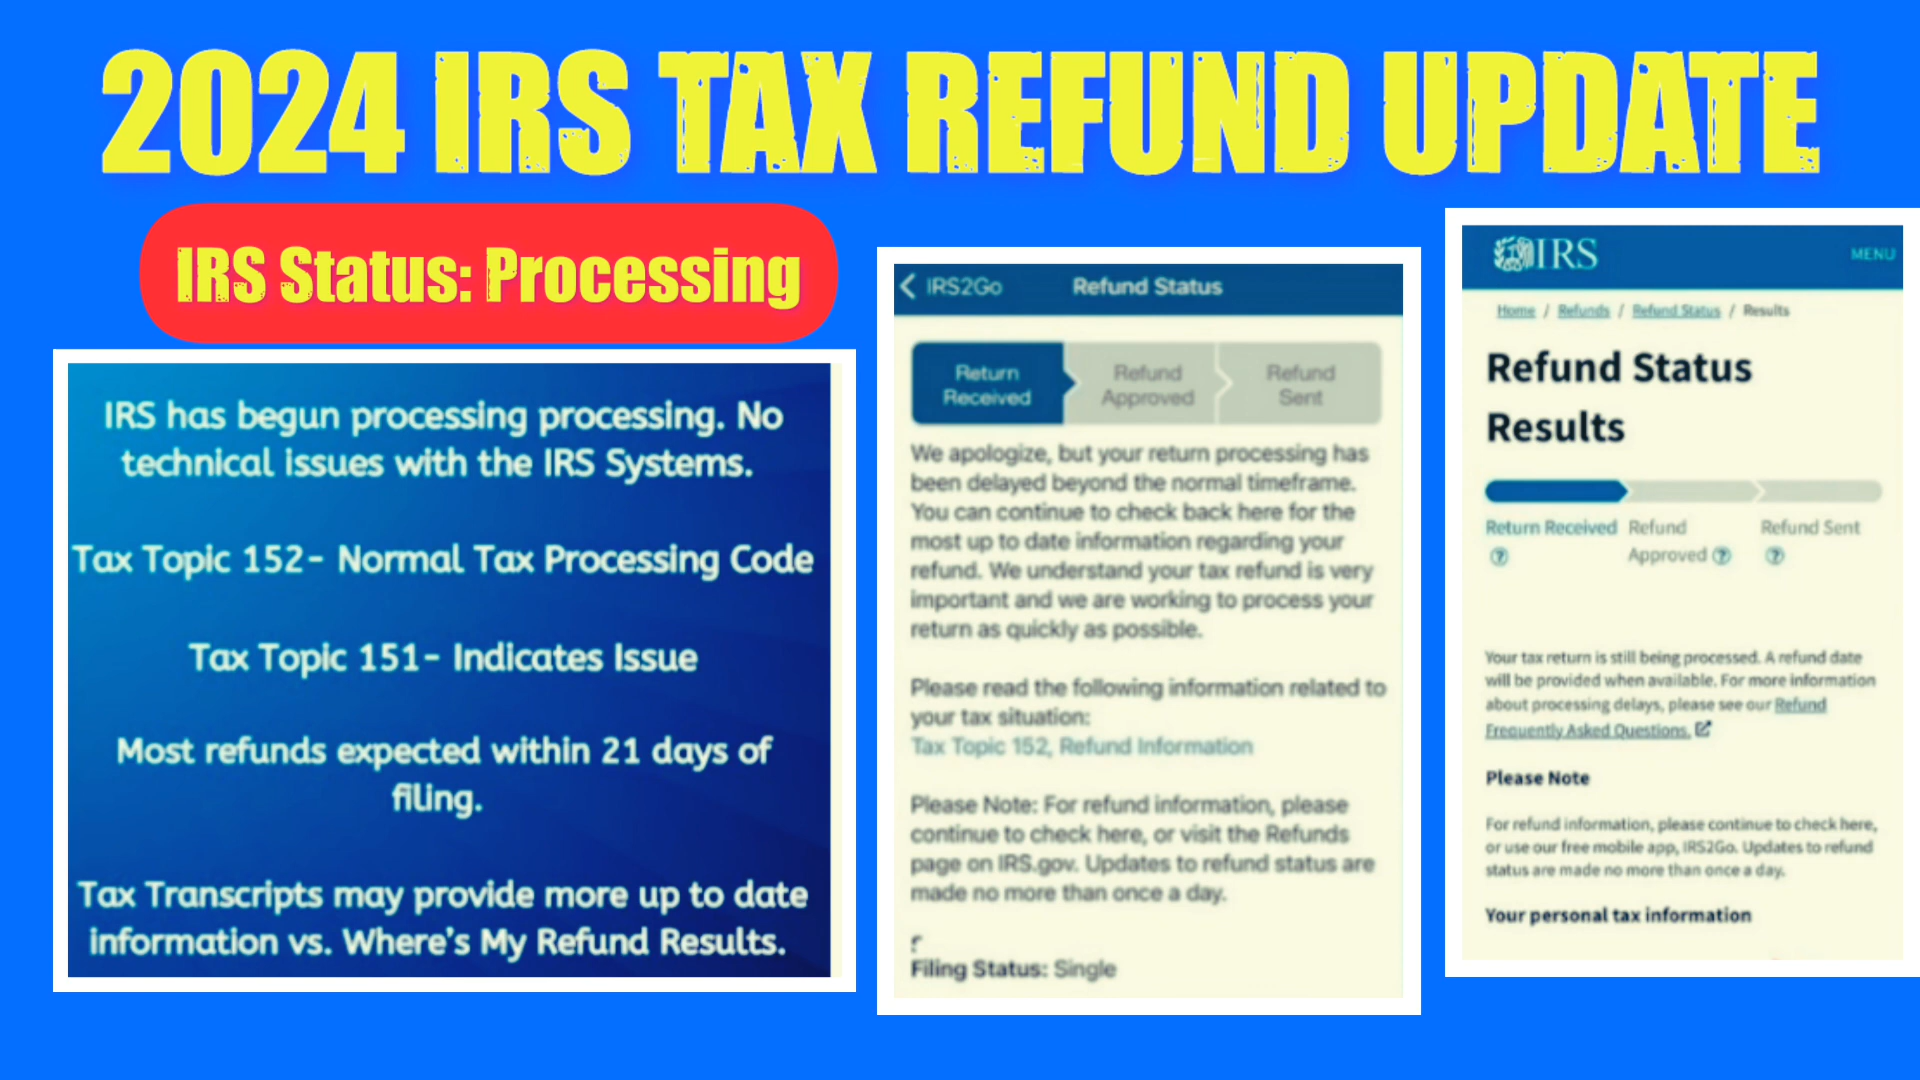 2024 IRS TAX REFUND UPDATE
IRS Status: Processing
IRS has begun processing processing. No
technical issues with the IRS Systems.
Tax Topic 152- Normal Tax Processing Code
Tax Topic 151- Indicates Issue
Most refunds expected within 21 days of
filing.
Tax Transcripts may provide more up to date
information vs. Where's My Refund Results.
IRS2Go
Refund Status
Return
Received
Refund
Approved
Refund
Sent
We apologize, but your return processing has
been delayed beyond the normal timeframe.
You can continue to check back here for the
most up to date information regarding your
refund. We understand your tax refund is very
important and we are working to process your
return as quickly as possible.
Please read the following information related to
your tax situation:
Tax Topic 152, Refund Information
Please Note: For refund information, please
continue to check here, or visit the Refunds
page on IRS.gov. Updates to refund status are
made no more than once a day.
Filing Status: Single
IRS
MENU
Home / Refunds / Refund Status / Results
Refund Status
Results
Return Received
Refund
Approved
Refund Sent
Your tax return is still being processed. A refund date
will be provided when available. For more information
about processing delays, please see our Refund
Frequently Asked Questions.
Please Note
For refund information, please continue to check here,
or use our free mobile app, IRS2Go. Updates to refund
status are made no more than once a day.
Your personal tax information